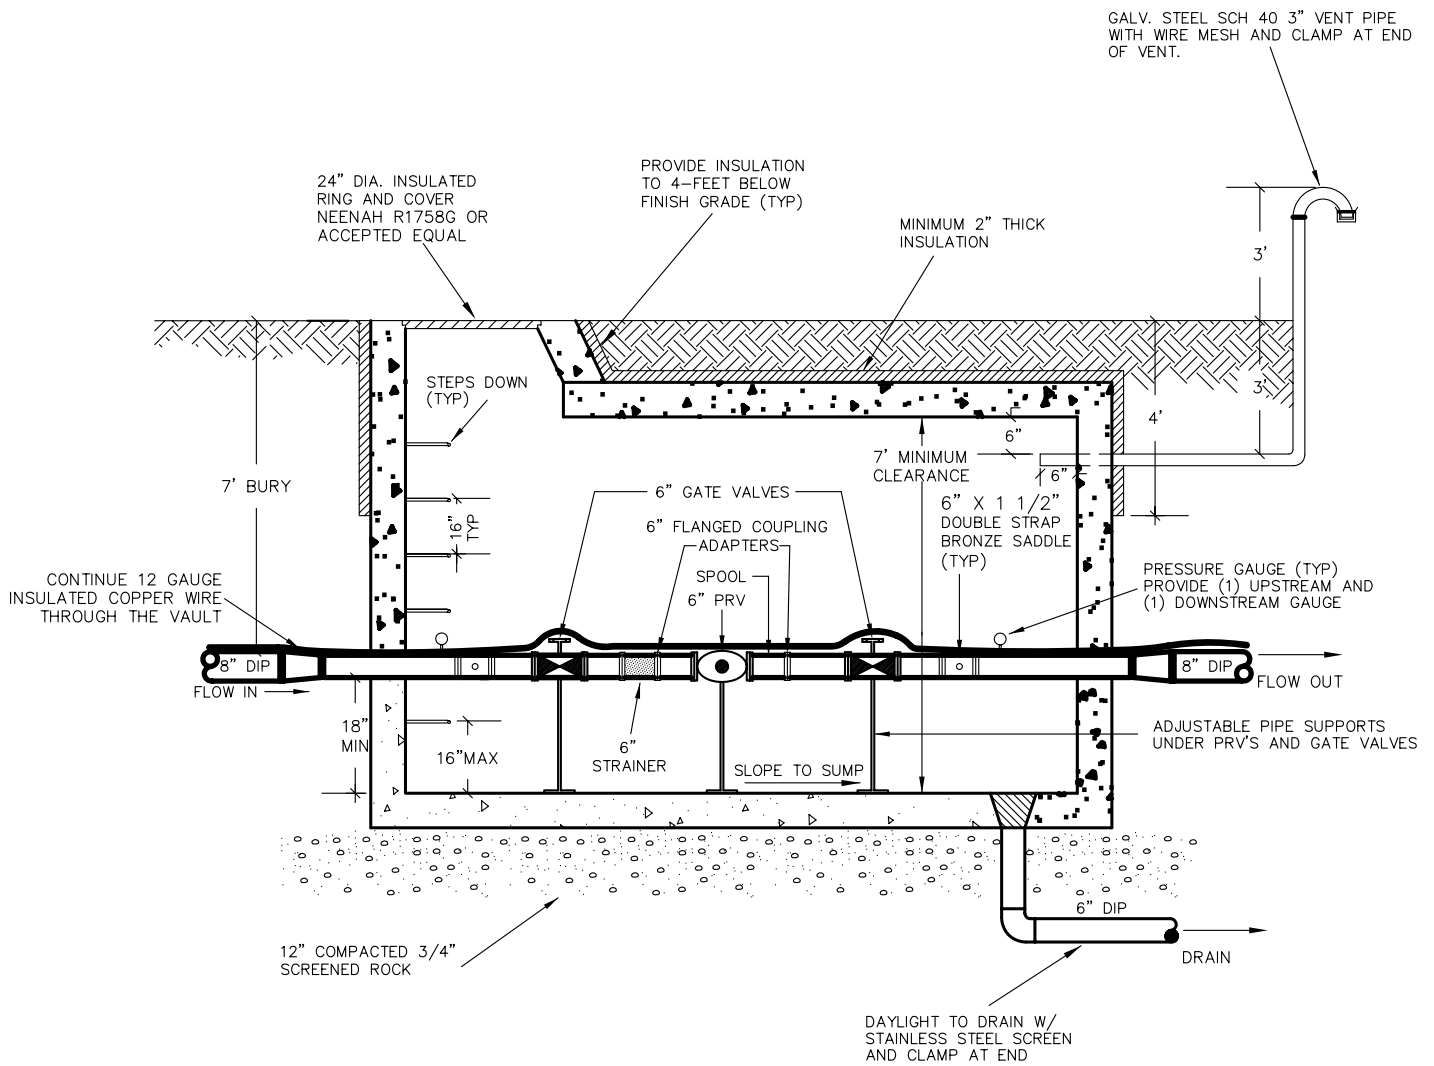 GALV. STEEL SCH 40 3" VENT PIPE
WITH WIRE MESH AND CLAMP AT END
OF VENT.
PROVIDE INSULATION
TO 4-FEET BELOW
FINISH GRADE (TYP)
24" DIA. INSULATED
RING AND COVER
NEENAH R1758G OR
ACCEPTED EQUAL
MINIMUM 2" THICK
INSULATION
3'
3'
4'
STEPS DOWN
(TYP)
6"
7' MINIMUM
CLEARANCE
6"
7' BURY
6" GATE VALVES
16"
TYP
6" X 1 1/2"
DOUBLE STRAP
BRONZE SADDLE
(TYP)
6" FLANGED COUPLING
ADAPTERS
SPOOL
6" PRV
CONTINUE 12 GAUGE
INSULATED COPPER WIRE
THROUGH THE VAULT
PRESSURE GAUGE (TYP)
PROVIDE (1) UPSTREAM AND
(1) DOWNSTREAM GAUGE
8" DIP
8" DIP
FLOW IN
FLOW OUT
18"
MIN
16"MAX
6"
STRAINER
SLOPE TO SUMP
ADJUSTABLE PIPE SUPPORTS
UNDER PRV'S AND GATE VALVES
6" DIP
DRAIN
12" COMPACTED 3/4"
SCREENED ROCK
DAYLIGHT TO DRAIN W/
STAINLESS STEEL SCREEN
AND CLAMP AT END